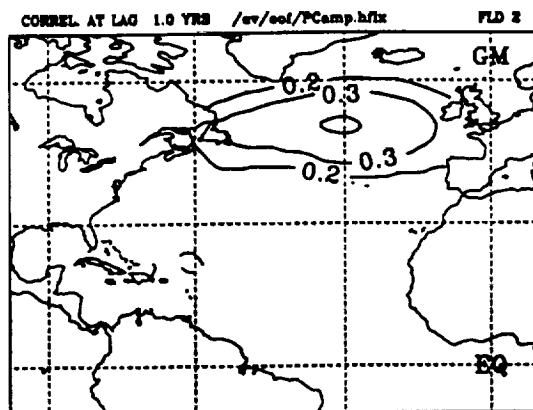 CORREL. AT LAG 1.0 YRS /ev/eof/PCamp.hflx FLD 2
GM
0.2
0.3
0.3
0.2
EQ